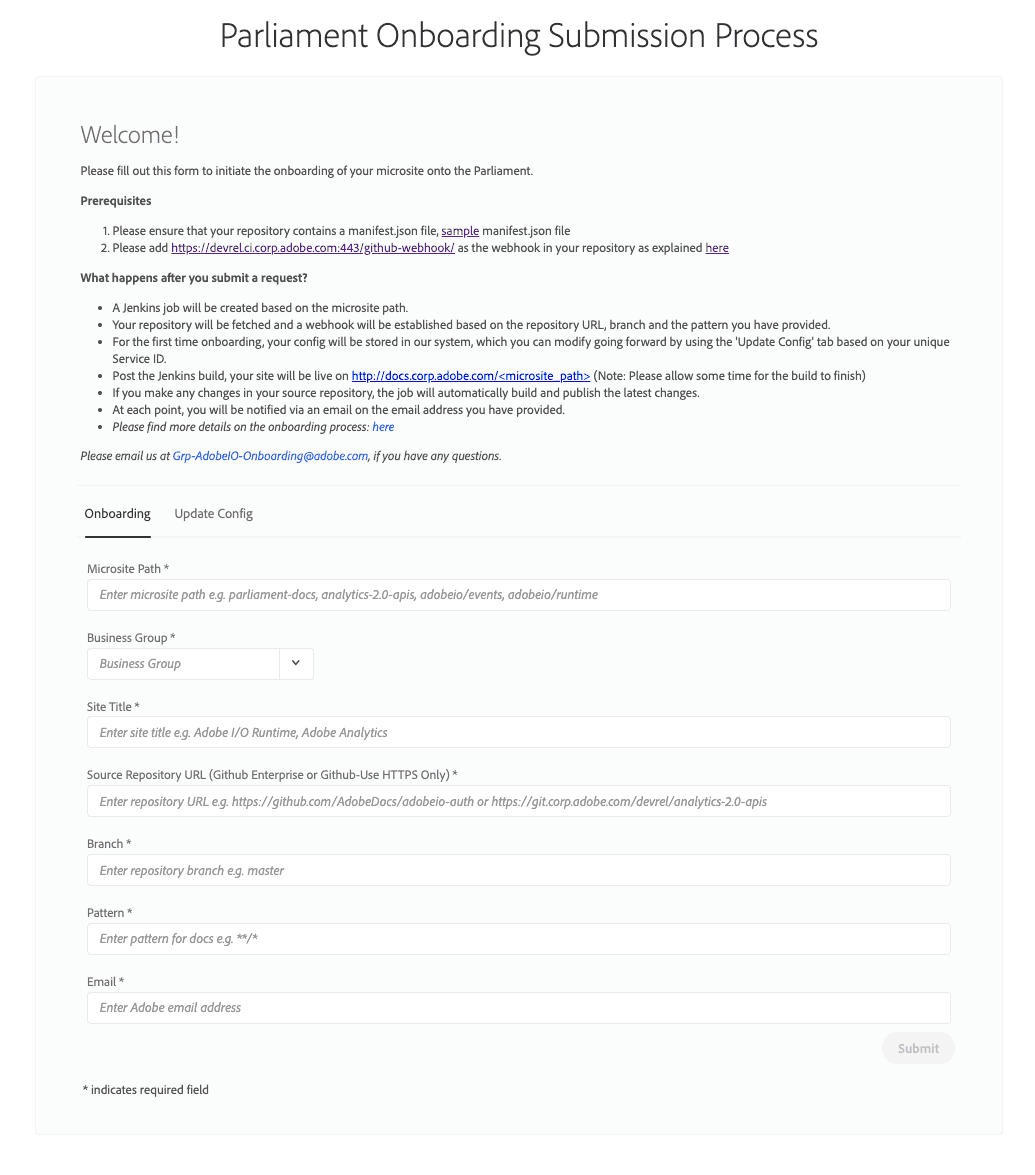 Parliament Onboarding Submission Process
Welcome!
Please fill out this form to initiate the onboarding of your microsite onto the Parliament.
Prerequisites
1. Please ensure that your repository contains a manifest.json file, sample manifest.json file
2. Please add https://devrel.ci.corp.adobe.com:443/github-webhook/ as the webhook in your repository as explained here
What happens after you submit a request?
• A Jenkins job will be created based on the microsite path.
• Your repository will be fetched and a webhook will be established based on the repository URL, branch and the pattern you have provided.
• For the first time onboarding, your config will be stored in our system, which you can modify going forward by using the 'Update Config' tab based on your unique
Service ID.
• Post the Jenkins build, your site will be live on http://docs.corp.adobe.com/<microsite_path> (Note: Please allow some time for the build to finish)
• If you make any changes in your source repository, the job will automatically build and publish the latest changes.
• At each point, you will be notified via an email on the email address you have provided.
• Please find more details on the onboarding process: here
Please email us at Grp-AdobeIO-Onboarding@adobe.com, if you have any questions.
Onboarding Update Config
Microsite Path *
Enter microsite path e.g. parliament-docs, analytics-2.0-apis, adobeio/events, adobeio/runtime
Business Group *
Business Group
Site Title *
Enter site title e.g. Adobe I/O Runtime, Adobe Analytics
Source Repository URL (Github Enterprise or Github-Use HTTPS Only) *
Enter repository URL e.g. https://github.com/AdobeDocs/adobeio-auth or https://git.corp.adobe.com/devrel/analytics-2.0-apis
Branch *
Enter repository branch e.g. master
Pattern *
Enter pattern for docs e.g. **/*
Email *
Enter Adobe email address
Submit
* indicates required field